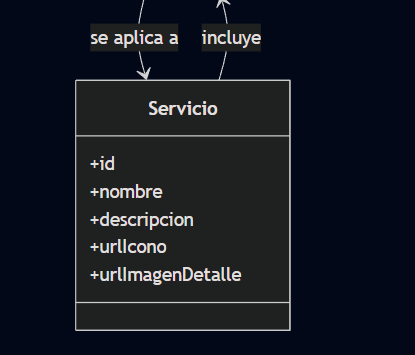 se aplica a
incluye
Servicio
+id
+nombre
+descripcion
+urlIcono
+urlImagenDetalle